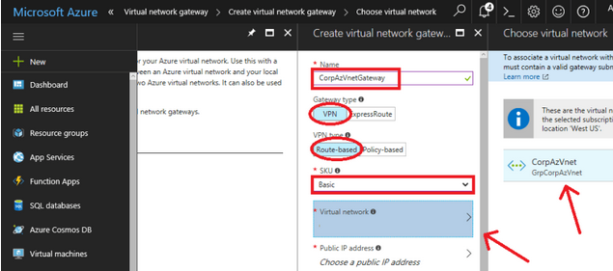 Microsoft Azure « Virtual network gateway > Create virtual network gateway > Choose virtual network
New
Dashboard
All resources
Resource groups
App Services
Function Apps
SQL databases
Azure Cosmos DB
Virtual machines
r your Azure virtual network. Use this with a
een an Azure virtual network and your local
wo Azure virtual networks. It can also be used
l network gateways.
Create virtual network gatew...
* Name
CorpAzVnetGateway
Gateway type
VPN ExpressRoute
VPN type
Route-based Policy-based
* SKU
Basic
* Virtual network
* Public IP address
Choose a public IP address
Choose virtual network
To associate a virtual network with
must contain a valid gateway subn
Learn more
These are the virtual n
the selected subscripti
location 'West US'.
CorpAzVnet
GrpCorpAzVnet